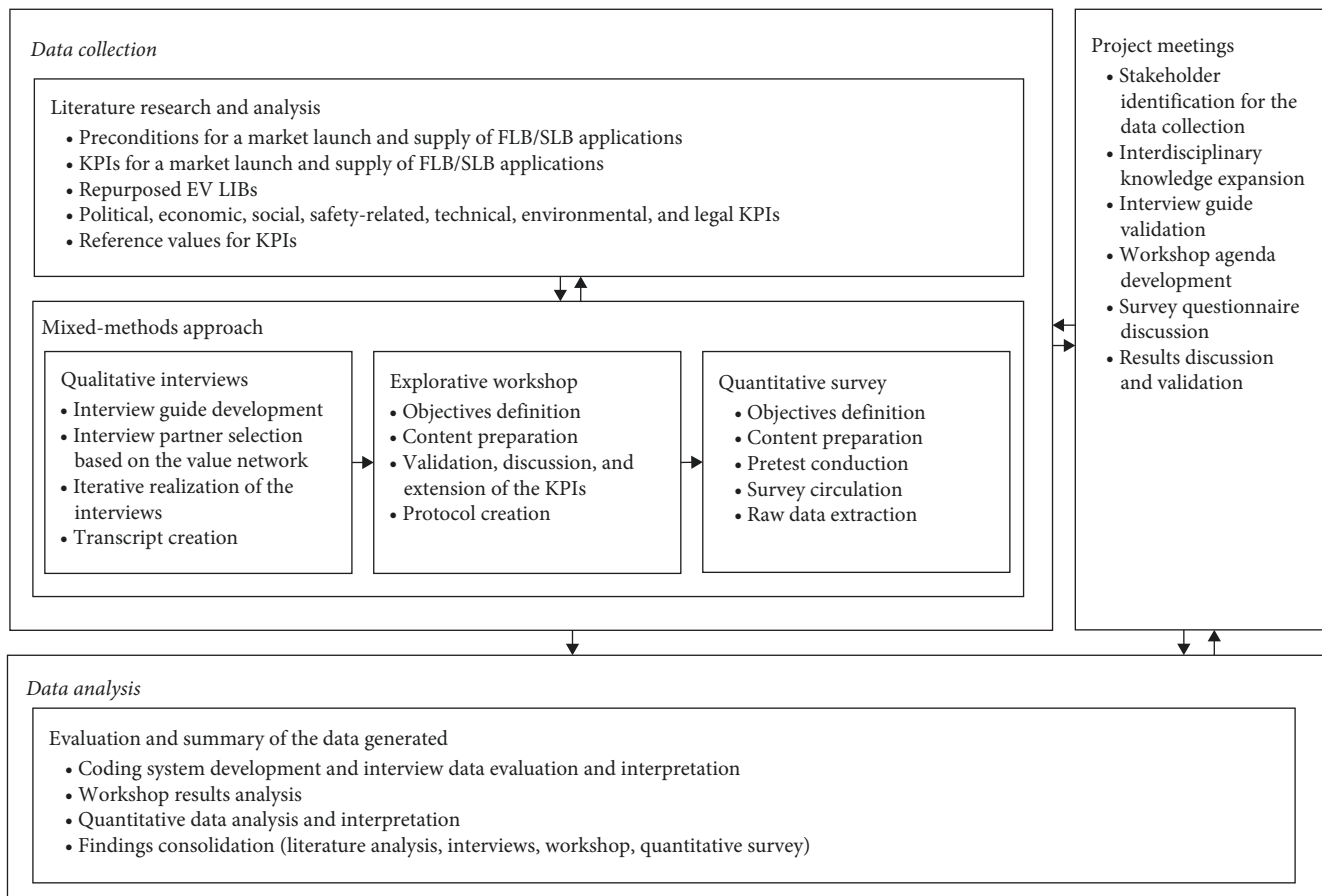 Data collection
Literature research and analysis
• Preconditions for a market launch and supply of FLB/SLB applications
• KPIs for a market launch and supply of FLB/SLB applications
• Repurposed EV LIBs
• Political, economic, social, safety-related, technical, environmental, and legal KPIs
• Reference values for KPIs
Mixed-methods approach
Qualitative interviews
• Interview guide development
• Interview partner selection
based on the value network
• Iterative realization of the
interviews
• Transcript creation
Explorative workshop
• Objectives definition
• Content preparation
• Validation, discussion, and
extension of the KPIs
• Protocol creation
Quantitative survey
• Objectives definition
• Content preparation
• Pretest conduction
• Survey circulation
• Raw data extraction
Project meetings
• Stakeholder
identification for the
data collection
• Interdisciplinary
knowledge expansion
• Interview guide
validation
• Workshop agenda
development
• Survey questionnaire
discussion
• Results discussion
and validation
Data analysis
Evaluation and summary of the data generated
• Coding system development and interview data evaluation and interpretation
• Workshop results analysis
• Quantitative data analysis and interpretation
• Findings consolidation (literature analysis, interviews, workshop, quantitative survey)